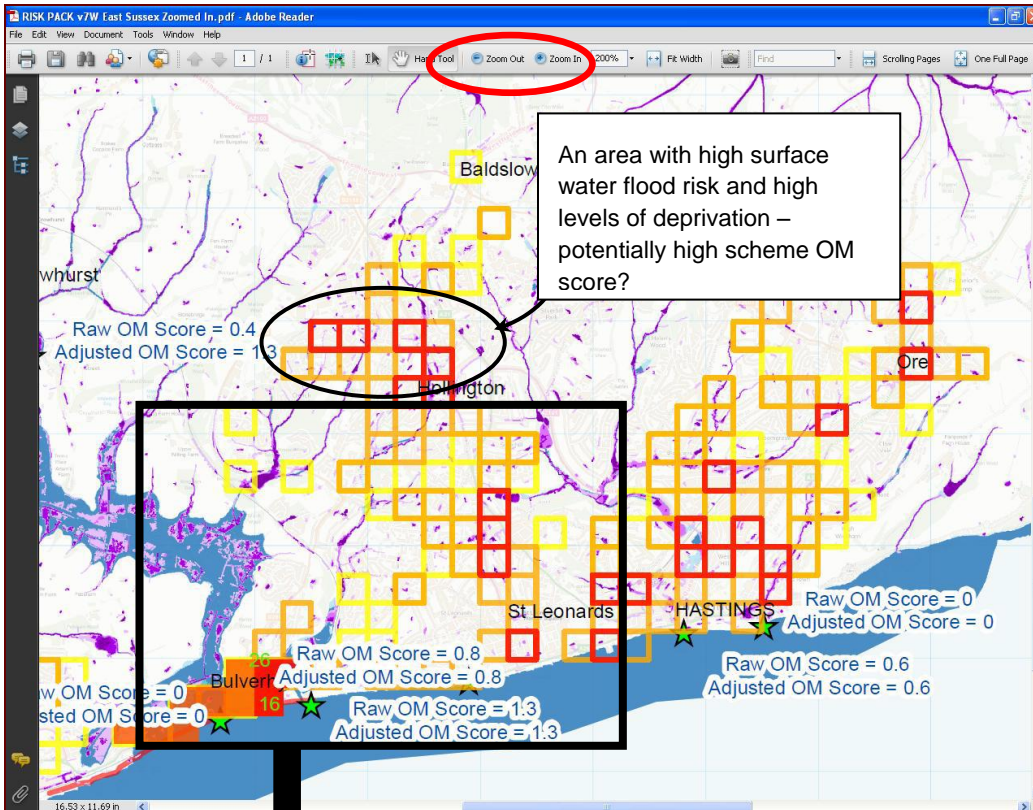 RISK PACK v7W East Sussex Zoomed In.pdf - Adobe Reader
File Edit View Document Tools Window Help
1 / 1 Hand Tool Zoom Out Zoom In 200% Fit Width Find Scrolling Pages One Full Page
An area with high surface
water flood risk and high
levels of deprivation –
potentially high scheme OM
score?
Baldslow
whurst
Raw OM Score = 0.4
Adjusted OM Score = 1.3
Hollington
Ore
St Leonards
HASTINGS
Raw OM Score = 0
Adjusted OM Score = 0
Raw OM Score = 0.6
Adjusted OM Score = 0.6
26
Raw OM Score = 0.8
Adjusted OM Score = 0.8
Bulverh
16
aw OM Score = 0
sted OM Score = 0
Raw OM Score = 1.3
Adjusted OM Score = 1.3
16.53 x 11.69 in